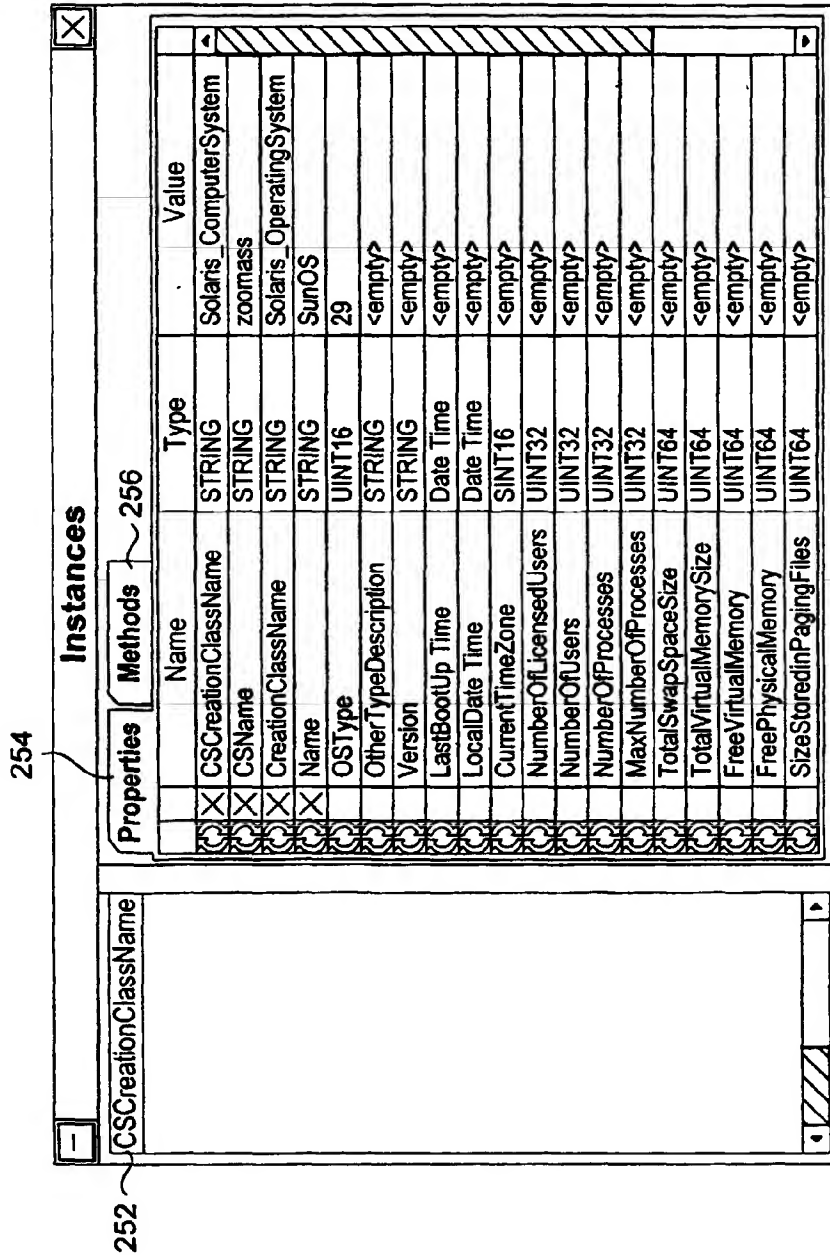 Instances
254
Properties
Methods
256
252
CSCreationClassName
Name Type Value
CSCreationClassName STRING Solaris_ComputerSystem
CSName STRING zoomass
CreationClassName STRING Solaris_OperatingSystem
Name STRING SunOS
OSType UINT16 29
OtherTypeDescription STRING <empty>
Version STRING <empty>
LastBootUp Time Date Time <empty>
LocalDate Time Date Time <empty>
CurrentTimeZone SINT16 <empty>
NumberOfLicensedUsers UINT32 <empty>
NumberOfUsers UINT32 <empty>
NumberOfProcesses UINT32 <empty>
MaxNumberOfProcesses UINT32 <empty>
TotalSwapSpaceSize UINT64 <empty>
TotalVirtualMemorySize UINT64 <empty>
FreeVirtualMemory UINT64 <empty>
FreePhysicalMemory UINT64 <empty>
SizeStoredInPagingFiles UINT64 <empty>